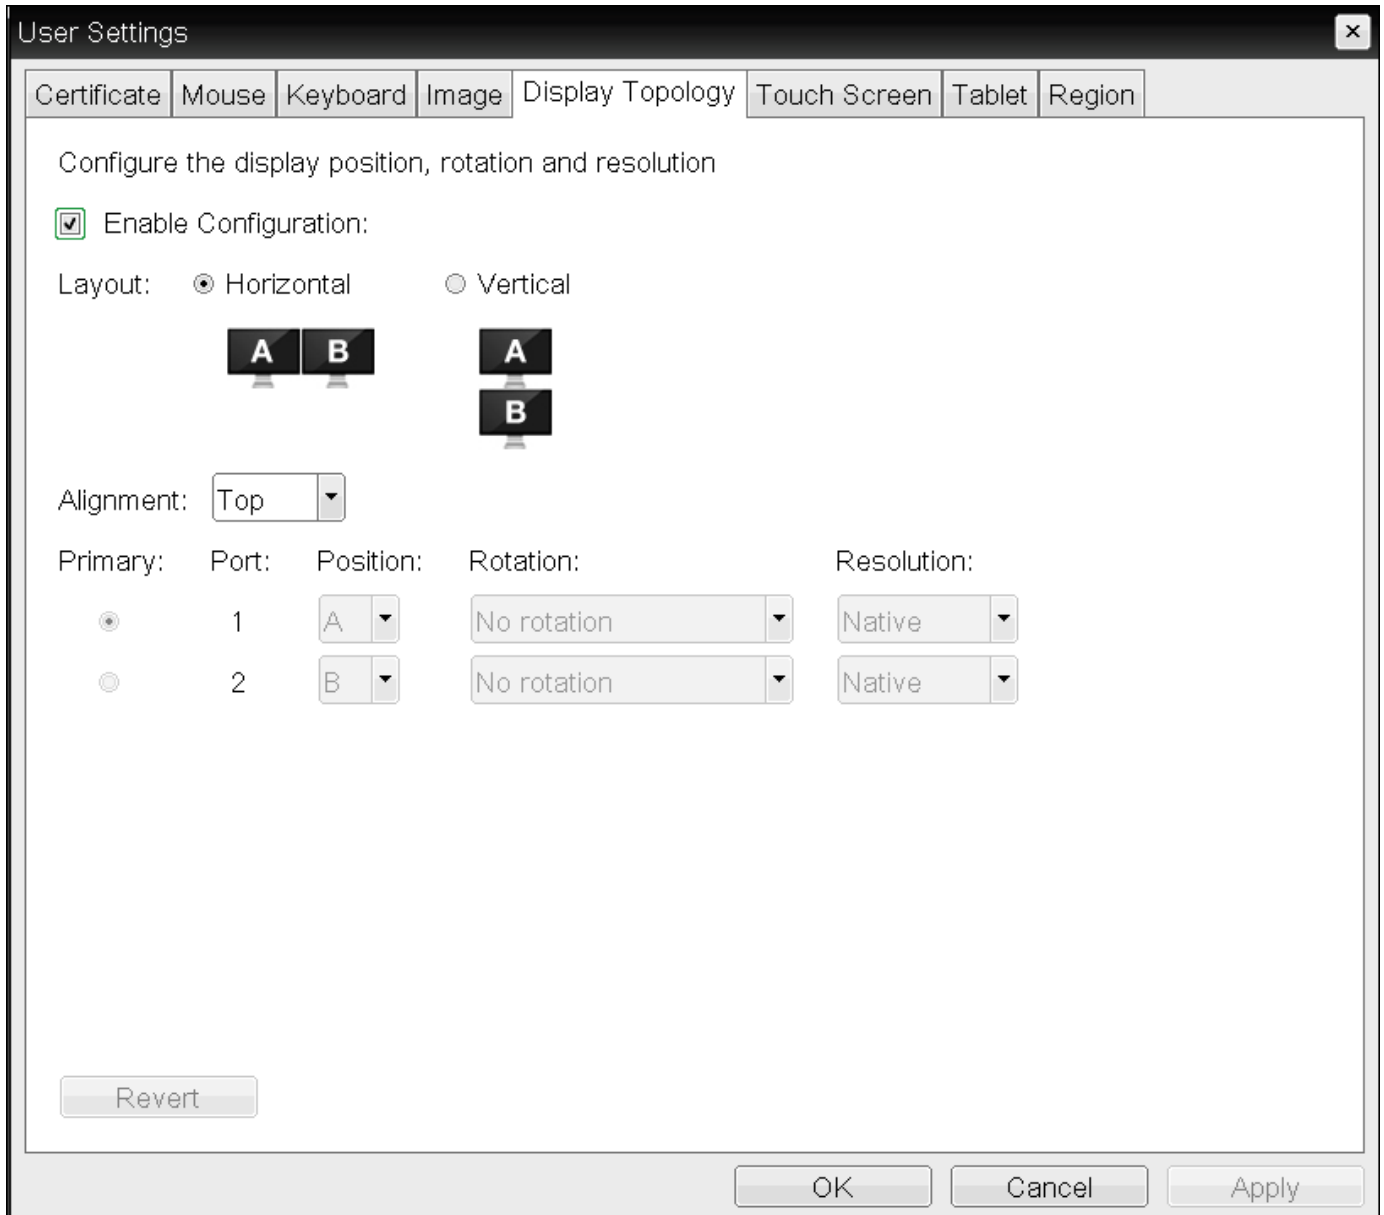 User Settings
Certificate Mouse Keyboard Image Display Topology Touch Screen Tablet Region
Configure the display position, rotation and resolution
Enable Configuration:
Layout: Horizontal Vertical
A B A
B
Alignment: Top
Primary: Port: Position: Rotation: Resolution:
1 A No rotation Native
2 B No rotation Native
Revert
OK Cancel Apply